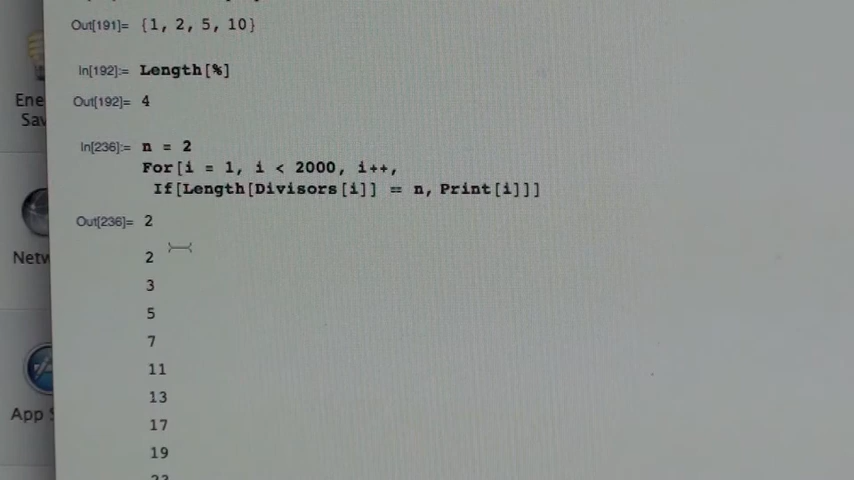 Out[191]= {1, 2, 5, 10}
In[192]:= Length[%]
Out[192]= 4
In[236]:= n = 2
For[i = 1, i < 2000, i++,
If[Length[Divisors[i]] == n, Print[i]]]
Out[236]= 2
2
3
5
7
11
13
17
19
23
Ene
Sav
Netw
App S